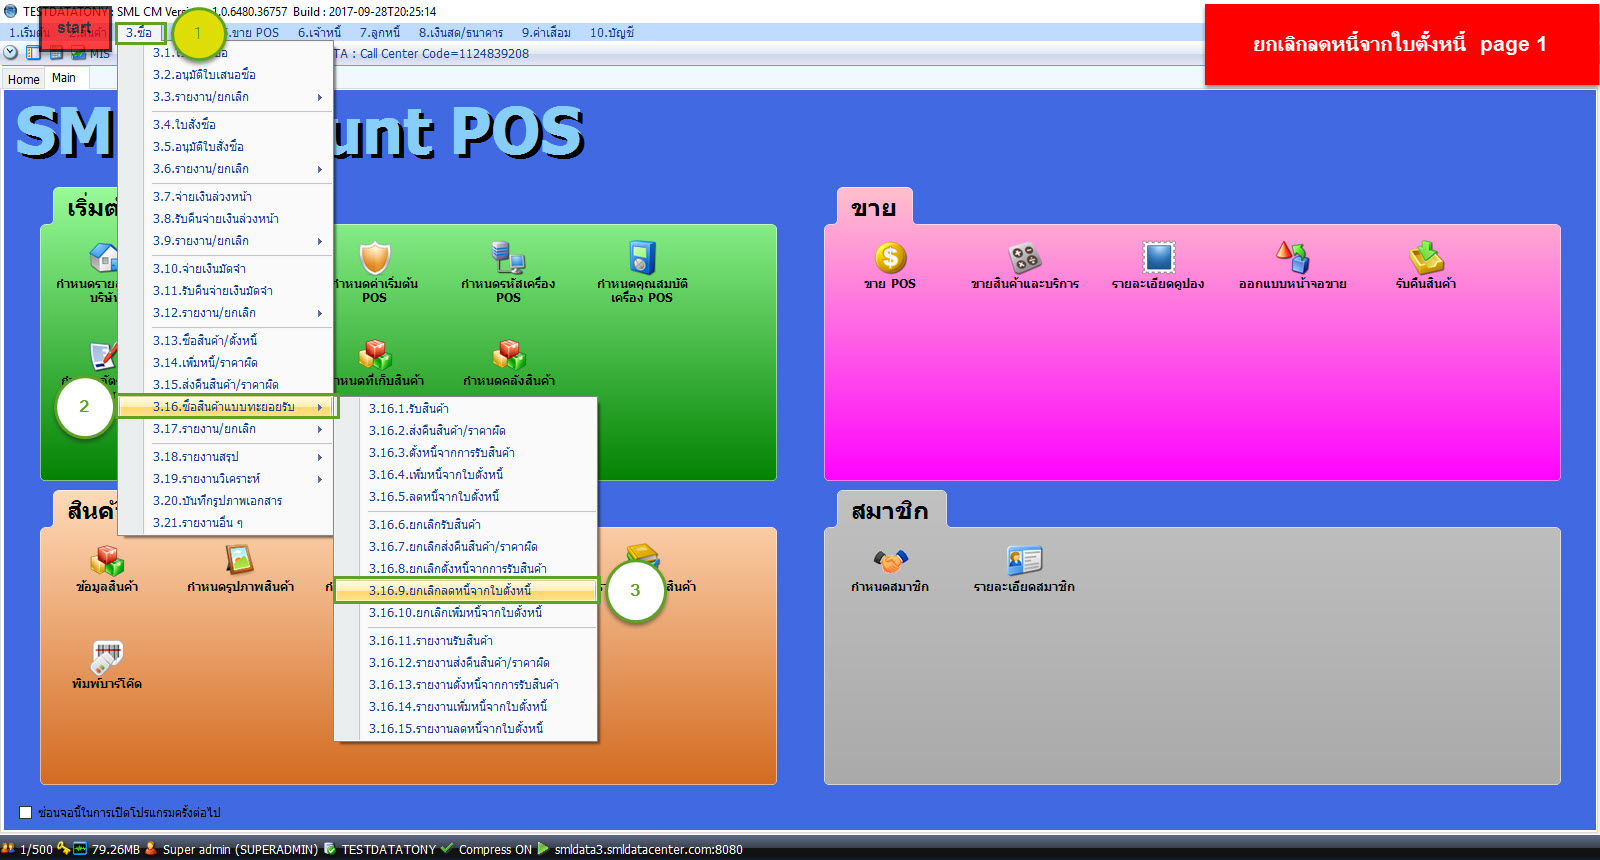 TESTDATATONY : SML CM Version : 1.0.6480.36757 Build : 2017-09-28T20:25:14
start
1
ยกเลิกลดหนี้จากใบตั้งหนี้ page 1
3.ซื้อ
ขาย POS
6.เจ้าหนี้
7.ลูกหนี้
8.เงินสด/ธนาคาร
9.ค่าเสื่อม
10.บัญชี
MIS
TA : Call Center Code=1124839208
Home
Main
3.2.อนุมัติใบเสนอซื้อ
3.3.รายงาน/ยกเลิก
3.4.ใบสั่งซื้อ
3.5.อนุมัติใบสั่งซื้อ
3.6.รายงาน/ยกเลิก
3.7.จ่ายเงินล่วงหน้า
3.8.รับคืนจ่ายเงินล่วงหน้า
3.9.รายงาน/ยกเลิก
3.10.จ่ายเงินมัดจำ
3.11.รับคืนจ่ายเงินมัดจำ
3.12.รายงาน/ยกเลิก
3.13.ซื้อสินค้า/ตั้งหนี้
3.14.เพิ่มหนี้/ราคาผิด
3.15.ส่งคืนสินค้า/ราคาผิด
2
3.16.ซื้อสินค้าแบบทะยอยรับ
3.17.รายงาน/ยกเลิก
3.18.รายงานสรุป
3.19.รายงานวิเคราะห์
3.20.บันทึกรูปภาพเอกสาร
3.21.รายงานอื่น ๆ
3.16.1.รับสินค้า
3.16.2.ส่งคืนสินค้า/ราคาผิด
3.16.3.ตั้งหนี้จากการรับสินค้า
3.16.4.เพิ่มหนี้จากใบตั้งหนี้
3.16.5.ลดหนี้จากใบตั้งหนี้
3.16.6.ยกเลิกรับสินค้า
3.16.7.ยกเลิกส่งคืนสินค้า/ราคาผิด
3.16.8.ยกเลิกตั้งหนี้จากการรับสินค้า
3.16.9.ยกเลิกลดหนี้จากใบตั้งหนี้
3
3.16.10.ยกเลิกเพิ่มหนี้จากใบตั้งหนี้
3.16.11.รายงานรับสินค้า
3.16.12.รายงานส่งคืนสินค้า/ราคาผิด
3.16.13.รายงานตั้งหนี้จากการรับสินค้า
3.16.14.รายงานเพิ่มหนี้จากใบตั้งหนี้
3.16.15.รายงานลดหนี้จากใบตั้งหนี้
SM unt POS
กำหนดค่าเริ่มต้น
POS
กำหนดรหัสเครื่อง
POS
กำหนดคุณสมบัติ
เครื่อง POS
กำหนดที่เก็บสินค้า
กำหนดคลังสินค้า
ขาย
ขาย POS
ขายสินค้าและบริการ
รายละเอียดคูปอง
ออกแบบหน้าจอขาย
รับคืนสินค้า
ข้อมูลสินค้า
กำหนดรูปภาพสินค้า
สินค้า
พิมพ์บาร์โค๊ด
สมาชิก
กำหนดสมาชิก
รายละเอียดสมาชิก
ซ่อนจอนี้ในการเปิดโปรแกรมครั้งต่อไป
1/500 79.26MB Super admin (SUPERADMIN) TESTDATATONY Compress ON smldata3.smldatacenter.com:8080